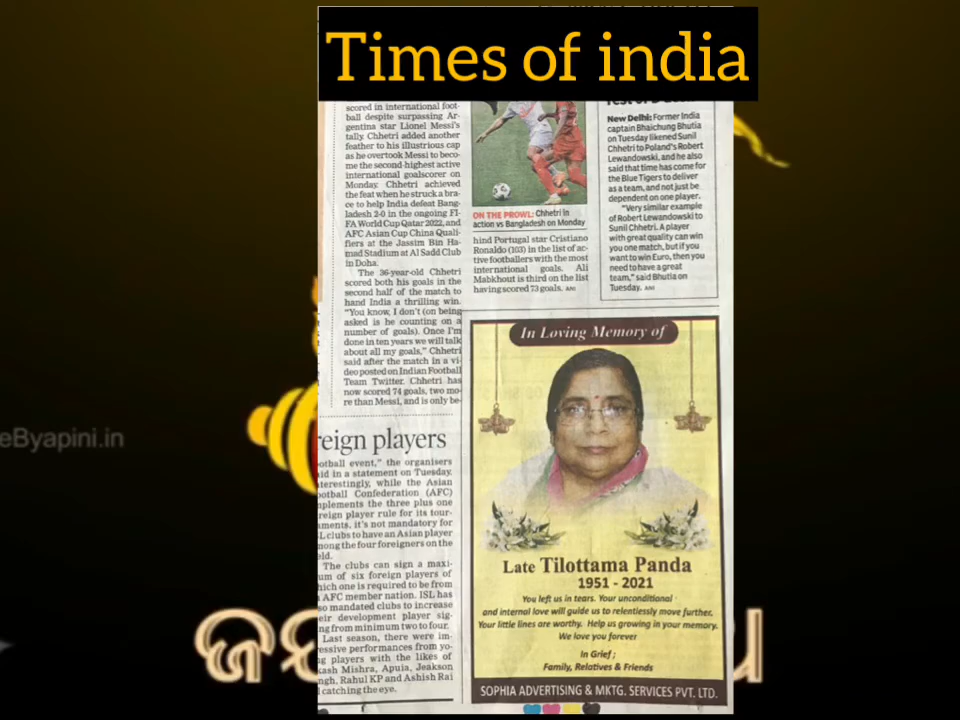 Times of india
scored in international foot-
ball despite surpassing Ar-
gentina star Lionel Messi's
tally. Chhetri added another
feather to his illustrious cap
as he overtook Messi to beco-
me the second-highest active
international goalscorer on
Monday. Chhetri achieved
the feat when he struck a bra-
ce to help India defeat Bang-
ladesh 2-0 in the ongoing FI-
FA World Cup Qatar 2022, and
AFC Asian Cup China Quali-
fiers at the Jassim Bin Ha-
mad Stadium at Al Sadd Club
in Doha.
The 36-year-old Chhetri
scored both his goals in the
second half of the match to
hand India a thrilling win.
"You know, I don't (on being
asked is he counting on a
number of goals). Once I'm
done in ten years we will talk
about all my goals," Chhetri
said after the match in a vi-
deo posted on Indian Football
Team Twitter. Chhetri has
now scored 74 goals, two mo-
re than Messi, and is only be-
ON THE PROWL: Chhetri in
action vs Bangladesh on Monday
hind Portugal star Cristiano
Ronaldo (103) in the list of ac-
tive footballers with the most
international goals. Ali
Mabkhout is third on the list
having scored 73 goals. ANI
New Delhi: Former India
captain Bhaichung Bhutia
on Tuesday likened Sunil
Chhetri to Poland's Robert
Lewandowski, and he also
said that time has come for
the Blue Tigers to deliver
as a team, and not just be
dependent on one player.
"Very similar example
of Robert Lewandowski to
Sunil Chhetri. A player
with great quality can win
you one match, but if you
want to win Euro, then you
need to have a great
team," said Bhutia on
Tuesday. ANI
eign players
ootball event," the organisers
aid in a statement on Tuesday.
nterestingly, while the Asian
ootball Confederation (AFC)
mplements the three plus one
reign player rule for its tour-
aments, it's not mandatory for
SL clubs to have an Asian player
mong the four foreigners on the
eld.
The clubs can sign a maxi-
um of six foreign players of
hich one is required to be from
AFC member nation. ISL has
so mandated clubs to increase
eir development player sig-
ng from minimum two to four.
Last season, there were im-
essive performances from yo-
ng players with the likes of
kash Mishra, Apuia, Jeakson
ngh, Rahul KP and Ashish Rai
catching the eye.
In Loving Memory of
Late Tilottama Panda
1951 - 2021
You left us in tears. Your unconditional
and internal love will guide us to relentlessly move further.
Your little lines are worthy. Help us growing in your memory.
We love you forever
In Grief ;
Family, Relatives & Friends
SOPHIA ADVERTISING & MKTG. SERVICES PVT. LTD.
eByapini.in